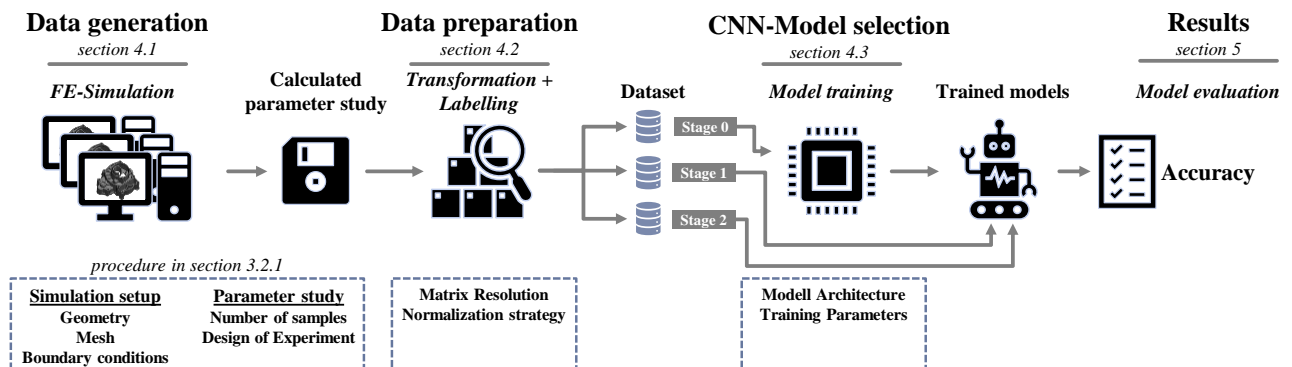 Data generation
section 4.1
FE-Simulation
Calculated
parameter study
Data preparation
section 4.2
Transformation +
Labelling
Dataset
Stage 0
Stage 1
Stage 2
CNN-Model selection
section 4.3
Model training
Trained models
Results
section 5
Model evaluation
Accuracy
procedure in section 3.2.1
Simulation setup
Geometry
Mesh
Boundary conditions
Parameter study
Number of samples
Design of Experiment
Matrix Resolution
Normalization strategy
Modell Architecture
Training Parameters